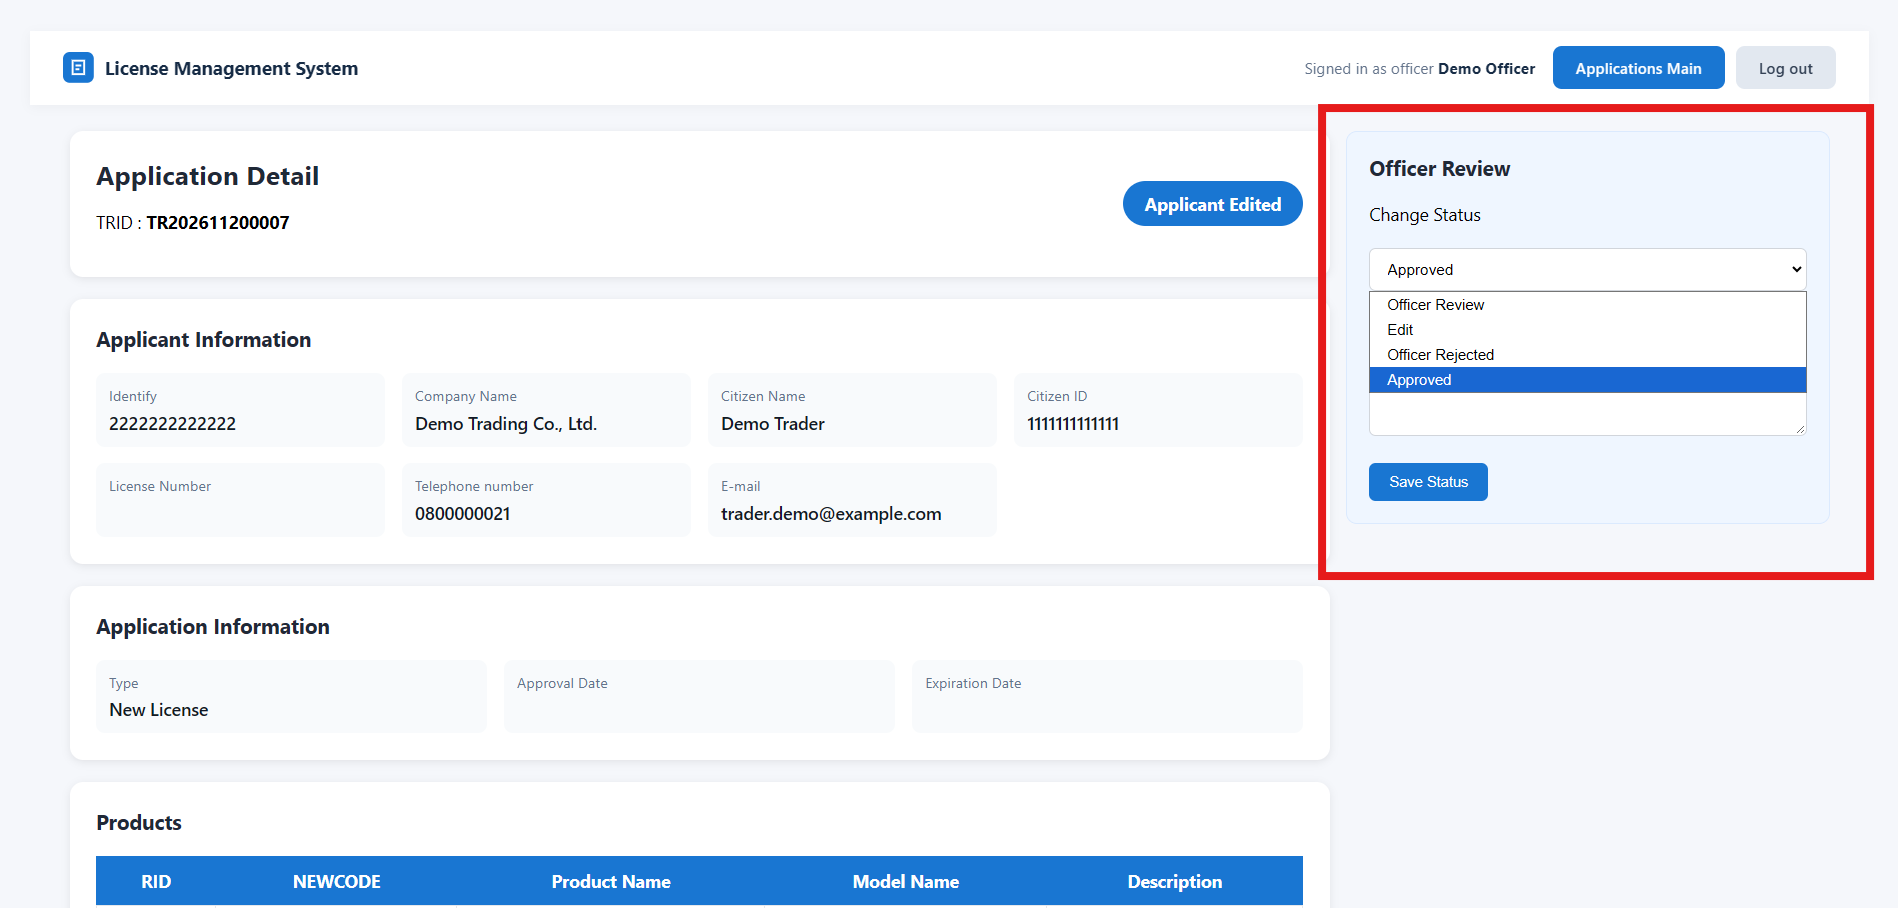 License Management System
Signed in as officer Demo Officer
Applications Main
Log out
Application Detail
TRID : TR202611200007
Applicant Edited
Officer Review
Change Status
Approved
Officer Review
Edit
Officer Rejected
Approved
Save Status
Applicant Information
Identify
2222222222222
Company Name
Demo Trading Co., Ltd.
Citizen Name
Demo Trader
Citizen ID
1111111111111
License Number
Telephone number
0800000021
E-mail
trader.demo@example.com
Application Information
Type
New License
Approval Date
Expiration Date
Products
RID NEWCODE Product Name Model Name Description